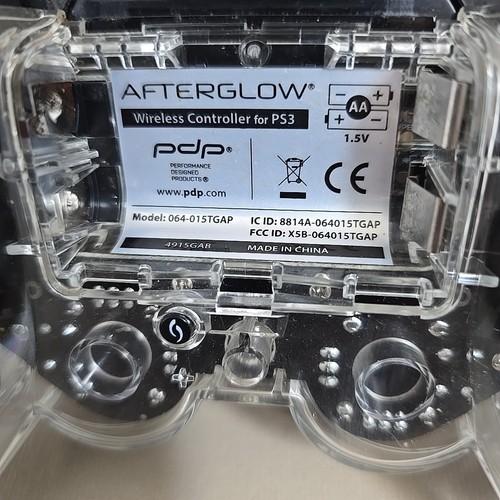 AFTERGLOW®
Wireless Controller for PS3
- +
AA
+ -
1.5V
pdp®
PERFORMANCE
DESIGNED
PRODUCTS®
www.pdp.com
CE
Model: 064-015TGAP
IC ID: 8814A-064015TGAP
FCC ID: X5B-064015TGAP
4915GAB
MADE IN CHINA